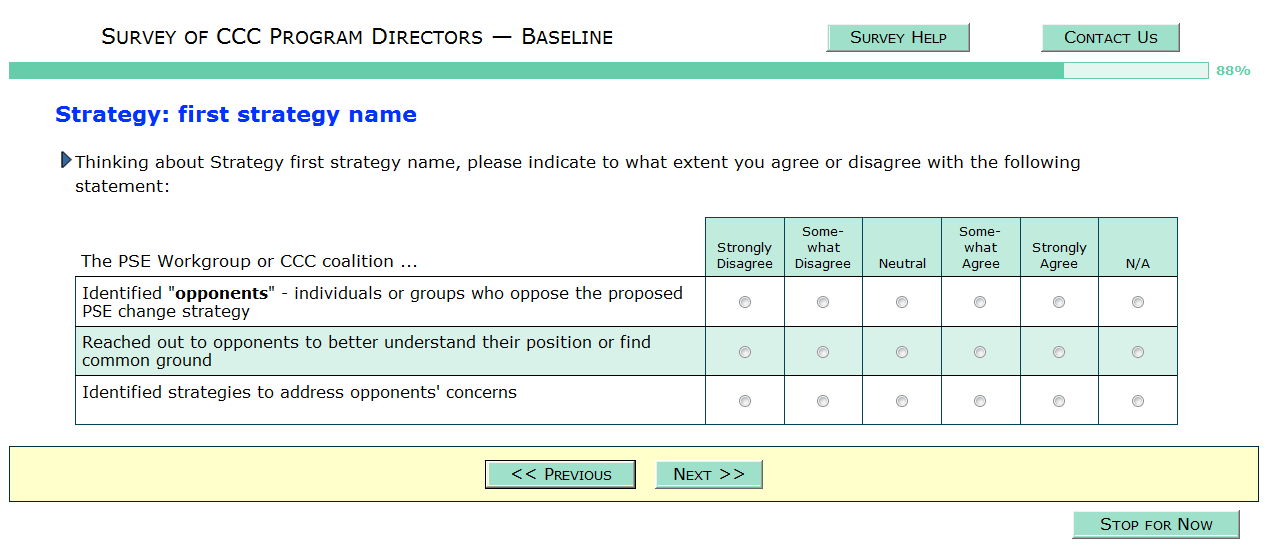 Survey of CCC Program Directors — Baseline
Survey Help
Contact Us
88%
Strategy: first strategy name
Thinking about Strategy first strategy name, please indicate to what extent you agree or disagree with the following
statement:
The PSE Workgroup or CCC coalition ...
Strongly
Disagree
Some-
what
Disagree
Neutral
Some-
what
Agree
Strongly
Agree
N/A
Identified "opponents" - individuals or groups who oppose the proposed
PSE change strategy
Reached out to opponents to better understand their position or find
common ground
Identified strategies to address opponents' concerns
<< Previous
Next >>
Stop for Now